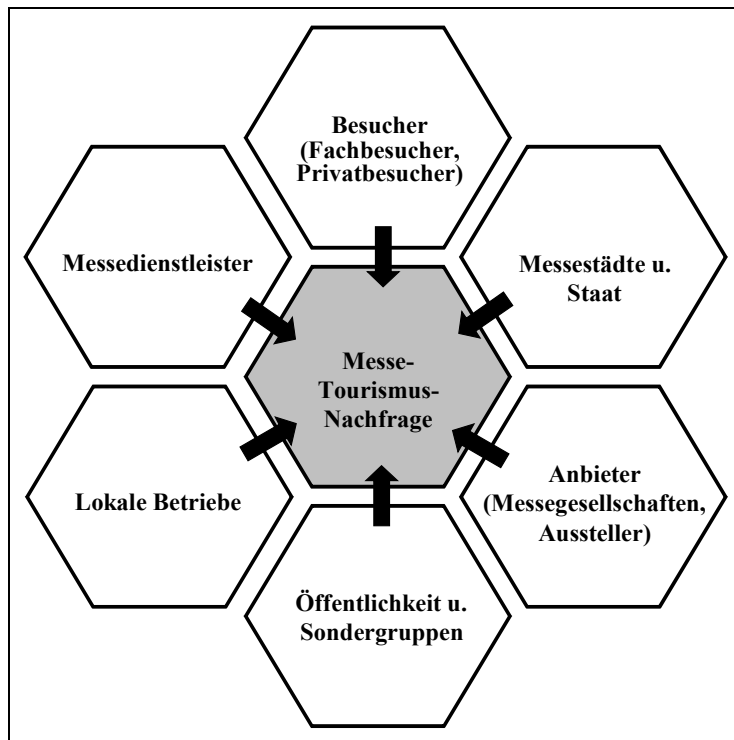 Besucher
(Fachbesucher,
Privatbesucher)
Messedienstleister
Messestädte u.
Staat
Messe-
Tourismus-
Nachfrage
Lokale Betriebe
Anbieter
(Messegesellschaften,
Aussteller)
Öffentlichkeit u.
Sondergruppen